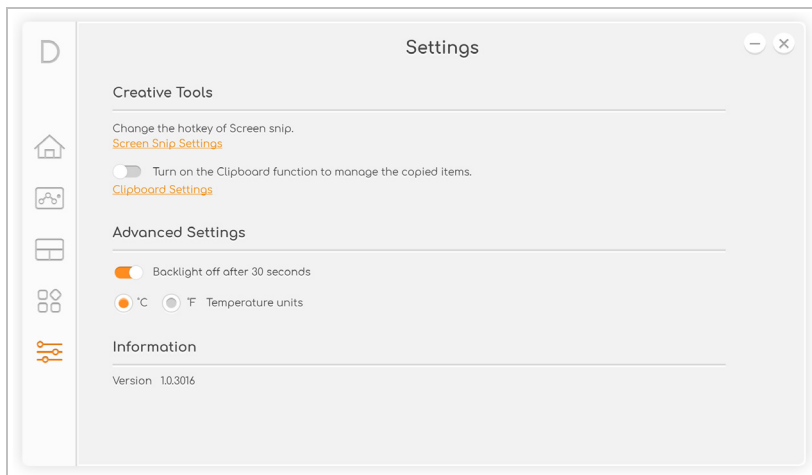 D
Settings
Creative Tools
Change the hotkey of Screen snip.
Screen Snip Settings
Turn on the Clipboard function to manage the copied items.
Clipboard Settings
Advanced Settings
Backlight off after 30 seconds
°C °F Temperature units
Information
Version 1.0.3016